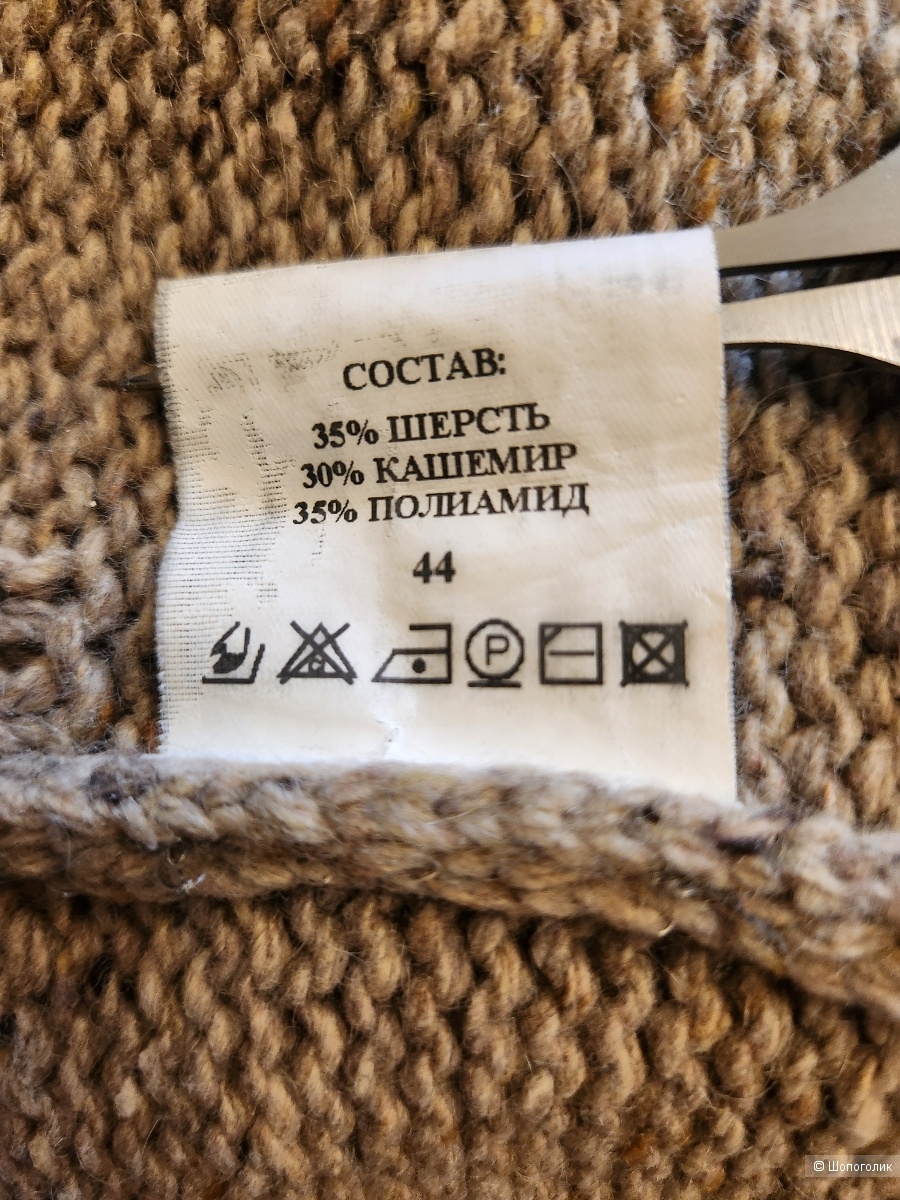 СОСТАВ:
35% ШЕРСТЬ
30% КАШЕМИР
35% ПОЛИАМИД
44
P
© Шопоголик